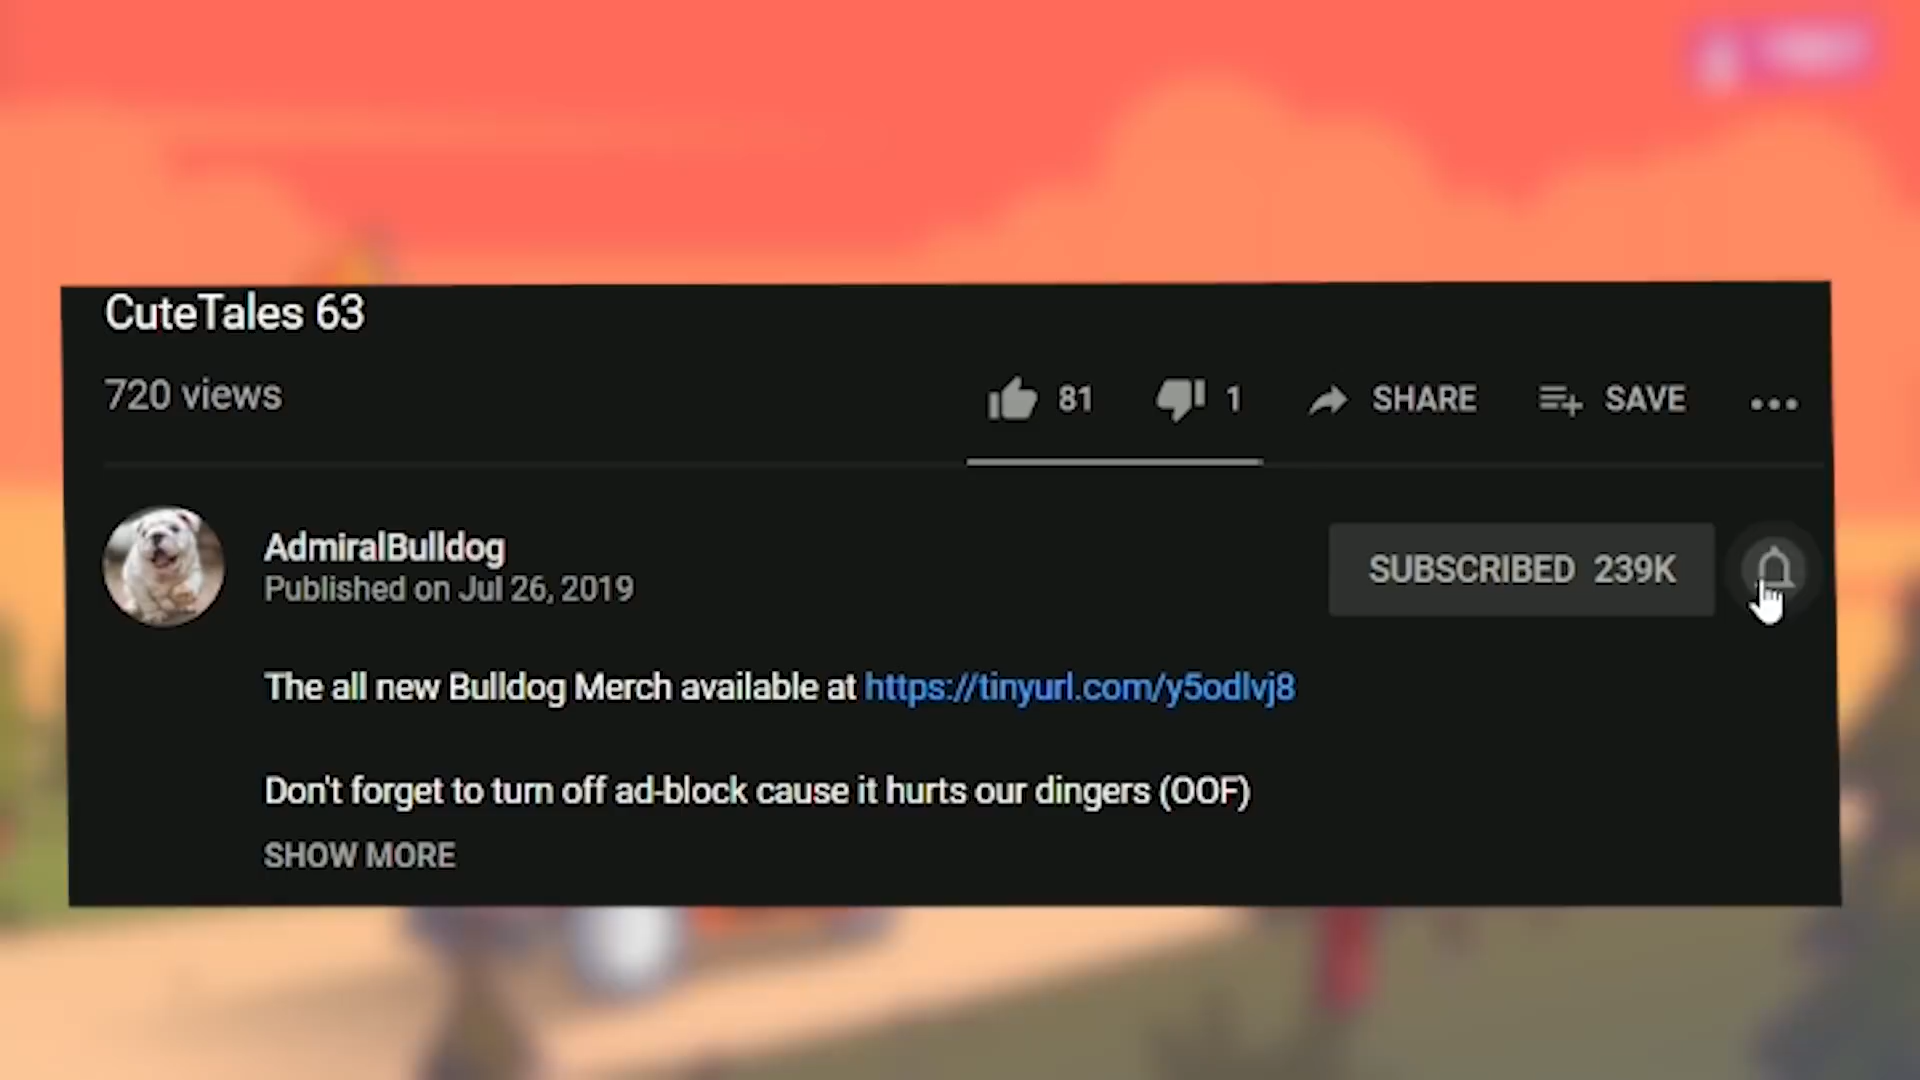 CuteTales 63
720 views
81 1 SHARE SAVE
AdmiralBulldog
Published on Jul 26, 2019
SUBSCRIBED 239K
The all new Bulldog Merch available at https://tinyurl.com/y5odlvj8
Don't forget to turn off ad-block cause it hurts our dingers (OOF)
SHOW MORE